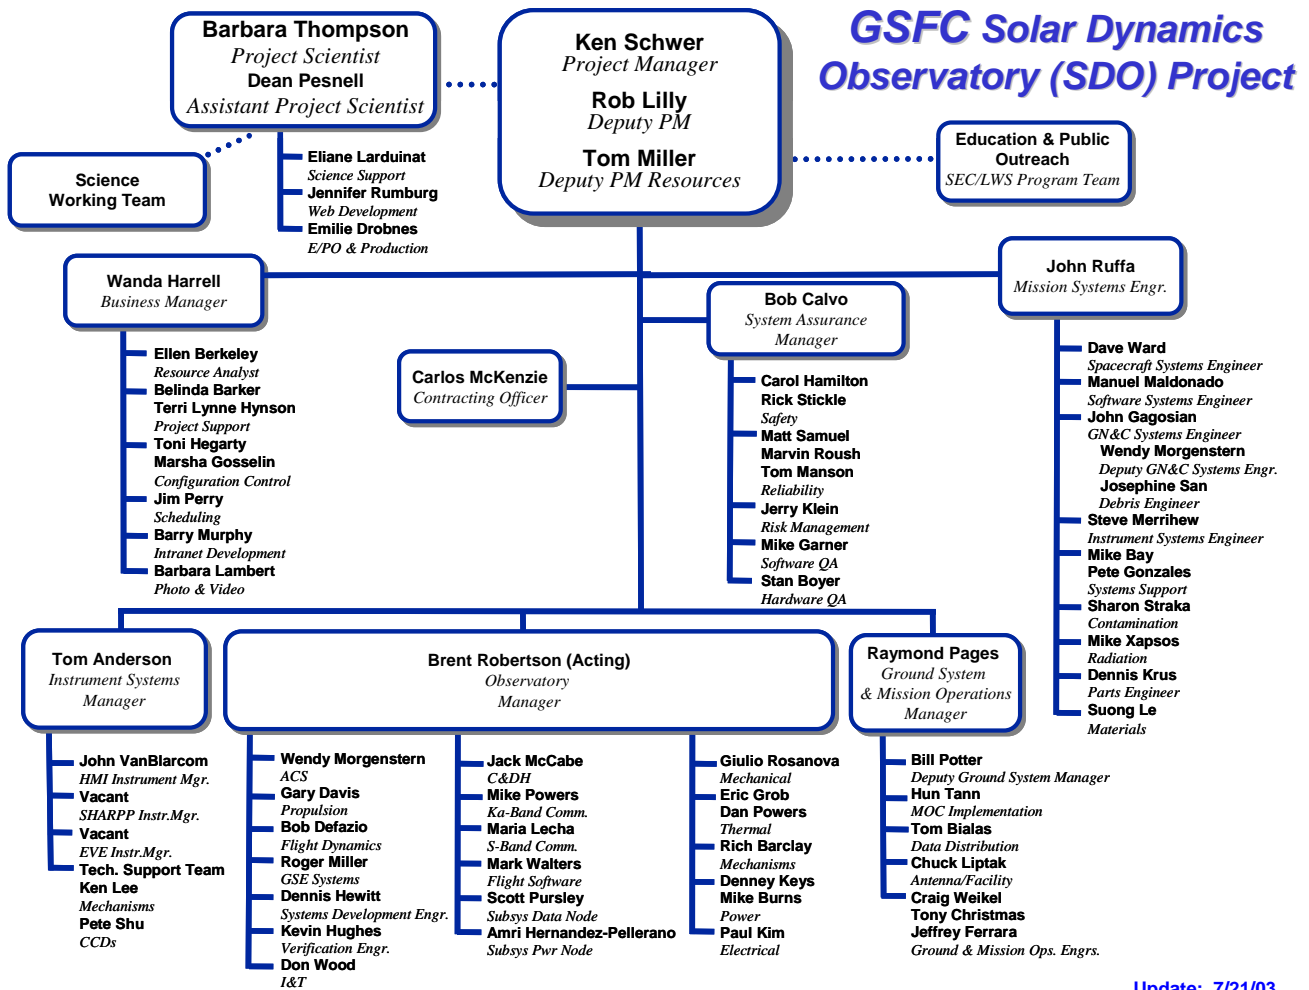 GSFC Solar Dynamics
Observatory (SDO) Project
Barbara Thompson
Project Scientist
Dean Pesnell
Assistant Project Scientist
Ken Schwer
Project Manager
Rob Lilly
Deputy PM
Tom Miller
Deputy PM Resources
Education & Public
Outreach
SEC/LWS Program Team
Science
Working Team
Eliane Larduinat
Science Support
Jennifer Rumburg
Web Development
Emilie Drobnes
E/PO & Production
Wanda Harrell
Business Manager
Ellen Berkeley
Resource Analyst
Belinda Barker
Terri Lynne Hynson
Project Support
Toni Hegarty
Marsha Gosselin
Configuration Control
Jim Perry
Scheduling
Barry Murphy
Intranet Development
Barbara Lambert
Photo & Video
Carlos McKenzie
Contracting Officer
Bob Calvo
System Assurance
Manager
Carol Hamilton
Rick Stickle
Safety
Matt Samuel
Marvin Roush
Tom Manson
Reliability
Jerry Klein
Risk Management
Mike Garner
Software QA
Stan Boyer
Hardware QA
John Ruffa
Mission Systems Engr.
Dave Ward
Spacecraft Systems Engineer
Manuel Maldonado
Software Systems Engineer
John Gagosian
GN&C Systems Engineer
Wendy Morgenstern
Deputy GN&C Systems Engr.
Josephine San
Debris Engineer
Steve Merrihew
Instrument Systems Engineer
Mike Bay
Pete Gonzales
Systems Support
Sharon Straka
Contamination
Mike Xapsos
Radiation
Dennis Krus
Parts Engineer
Suong Le
Materials
Tom Anderson
Instrument Systems
Manager
John VanBlarcom
HMI Instrument Mgr.
Vacant
SHARPP Instr.Mgr.
Vacant
EVE Instr.Mgr.
Tech. Support Team
Ken Lee
Mechanisms
Pete Shu
CCDs
Brent Robertson (Acting)
Observatory
Manager
Wendy Morgenstern
ACS
Gary Davis
Propulsion
Bob Defazio
Flight Dynamics
Roger Miller
GSE Systems
Dennis Hewitt
Systems Development Engr.
Kevin Hughes
Verification Engr.
Don Wood
I&T
Jack McCabe
C&DH
Mike Powers
Ka-Band Comm.
Maria Lecha
S-Band Comm.
Mark Walters
Flight Software
Scott Pursley
Subsys Data Node
Amri Hernandez-Pellerano
Subsys Pwr Node
Giulio Rosanova
Mechanical
Eric Grob
Dan Powers
Thermal
Rich Barclay
Mechanisms
Denney Keys
Mike Burns
Power
Paul Kim
Electrical
Raymond Pages
Ground System
& Mission Operations
Manager
Bill Potter
Deputy Ground System Manager
Hun Tann
MOC Implementation
Tom Bialas
Data Distribution
Chuck Liptak
Antenna/Facility
Craig Weikel
Tony Christmas
Jeffrey Ferrara
Ground & Mission Ops. Engrs.
Update: 7/21/03